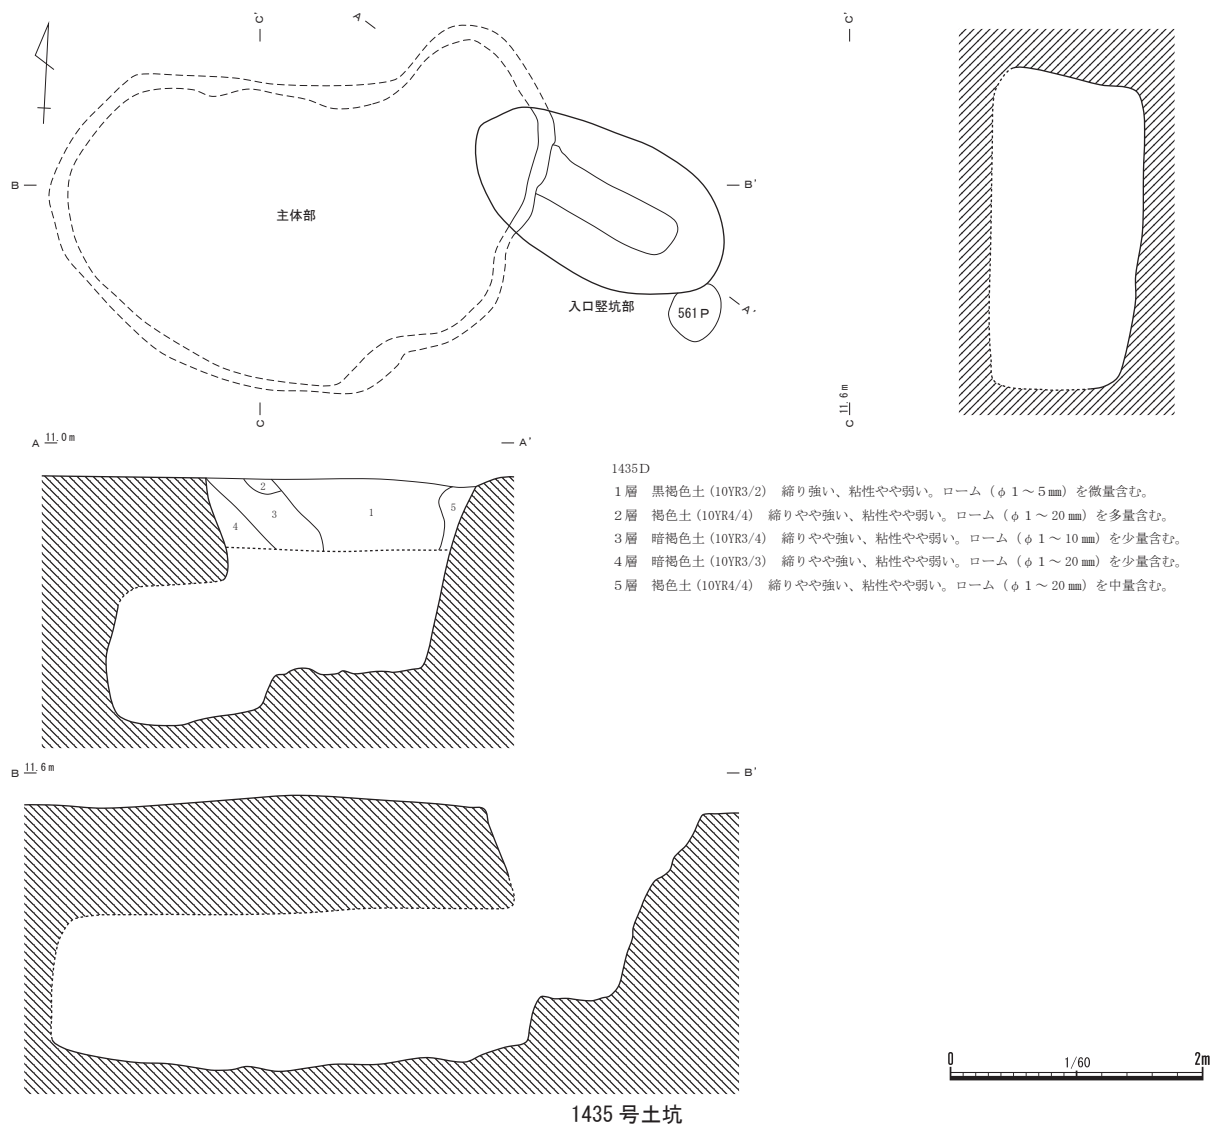 C'
A
C'
B
B'
主体部
入口竪坑部
561P
A'
C
C 11.6m
A 11.0m
A'
1
2
3
4
5
1435D
1層 黒褐色土 (10YR3/2) 締り強い、粘性やや弱い。ローム（φ1～5㎜）を微量含む。
2層 褐色土 (10YR4/4) 締りやや強い、粘性やや弱い。ローム（φ1～20㎜）を多量含む。
3層 暗褐色土 (10YR3/4) 締りやや強い、粘性やや弱い。ローム（φ1～10㎜）を少量含む。
4層 暗褐色土 (10YR3/3) 締りやや強い、粘性やや弱い。ローム（φ1～20㎜）を少量含む。
5層 褐色土 (10YR4/4) 締りやや強い、粘性やや弱い。ローム（φ1～20㎜）を中量含む。
B 11.6m
B'
0 1/60 2m
1435号土坑